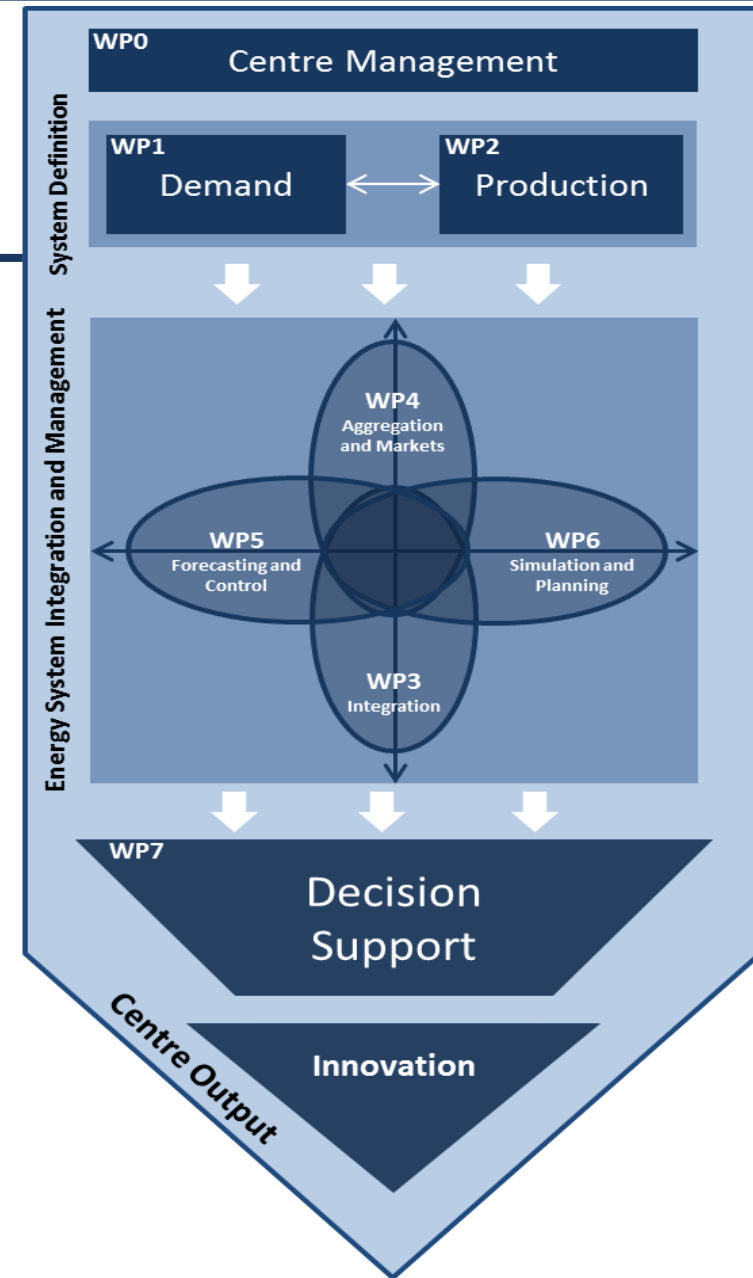 WP0
Centre Management
System Definition
WP1
Demand
WP2
Production
Energy System Integration and Management
WP4
Aggregation
and Markets
WP5
Forecasting and
Control
WP6
Simulation and
Planning
WP3
Integration
WP7
Decision
Support
Centre Output
Innovation